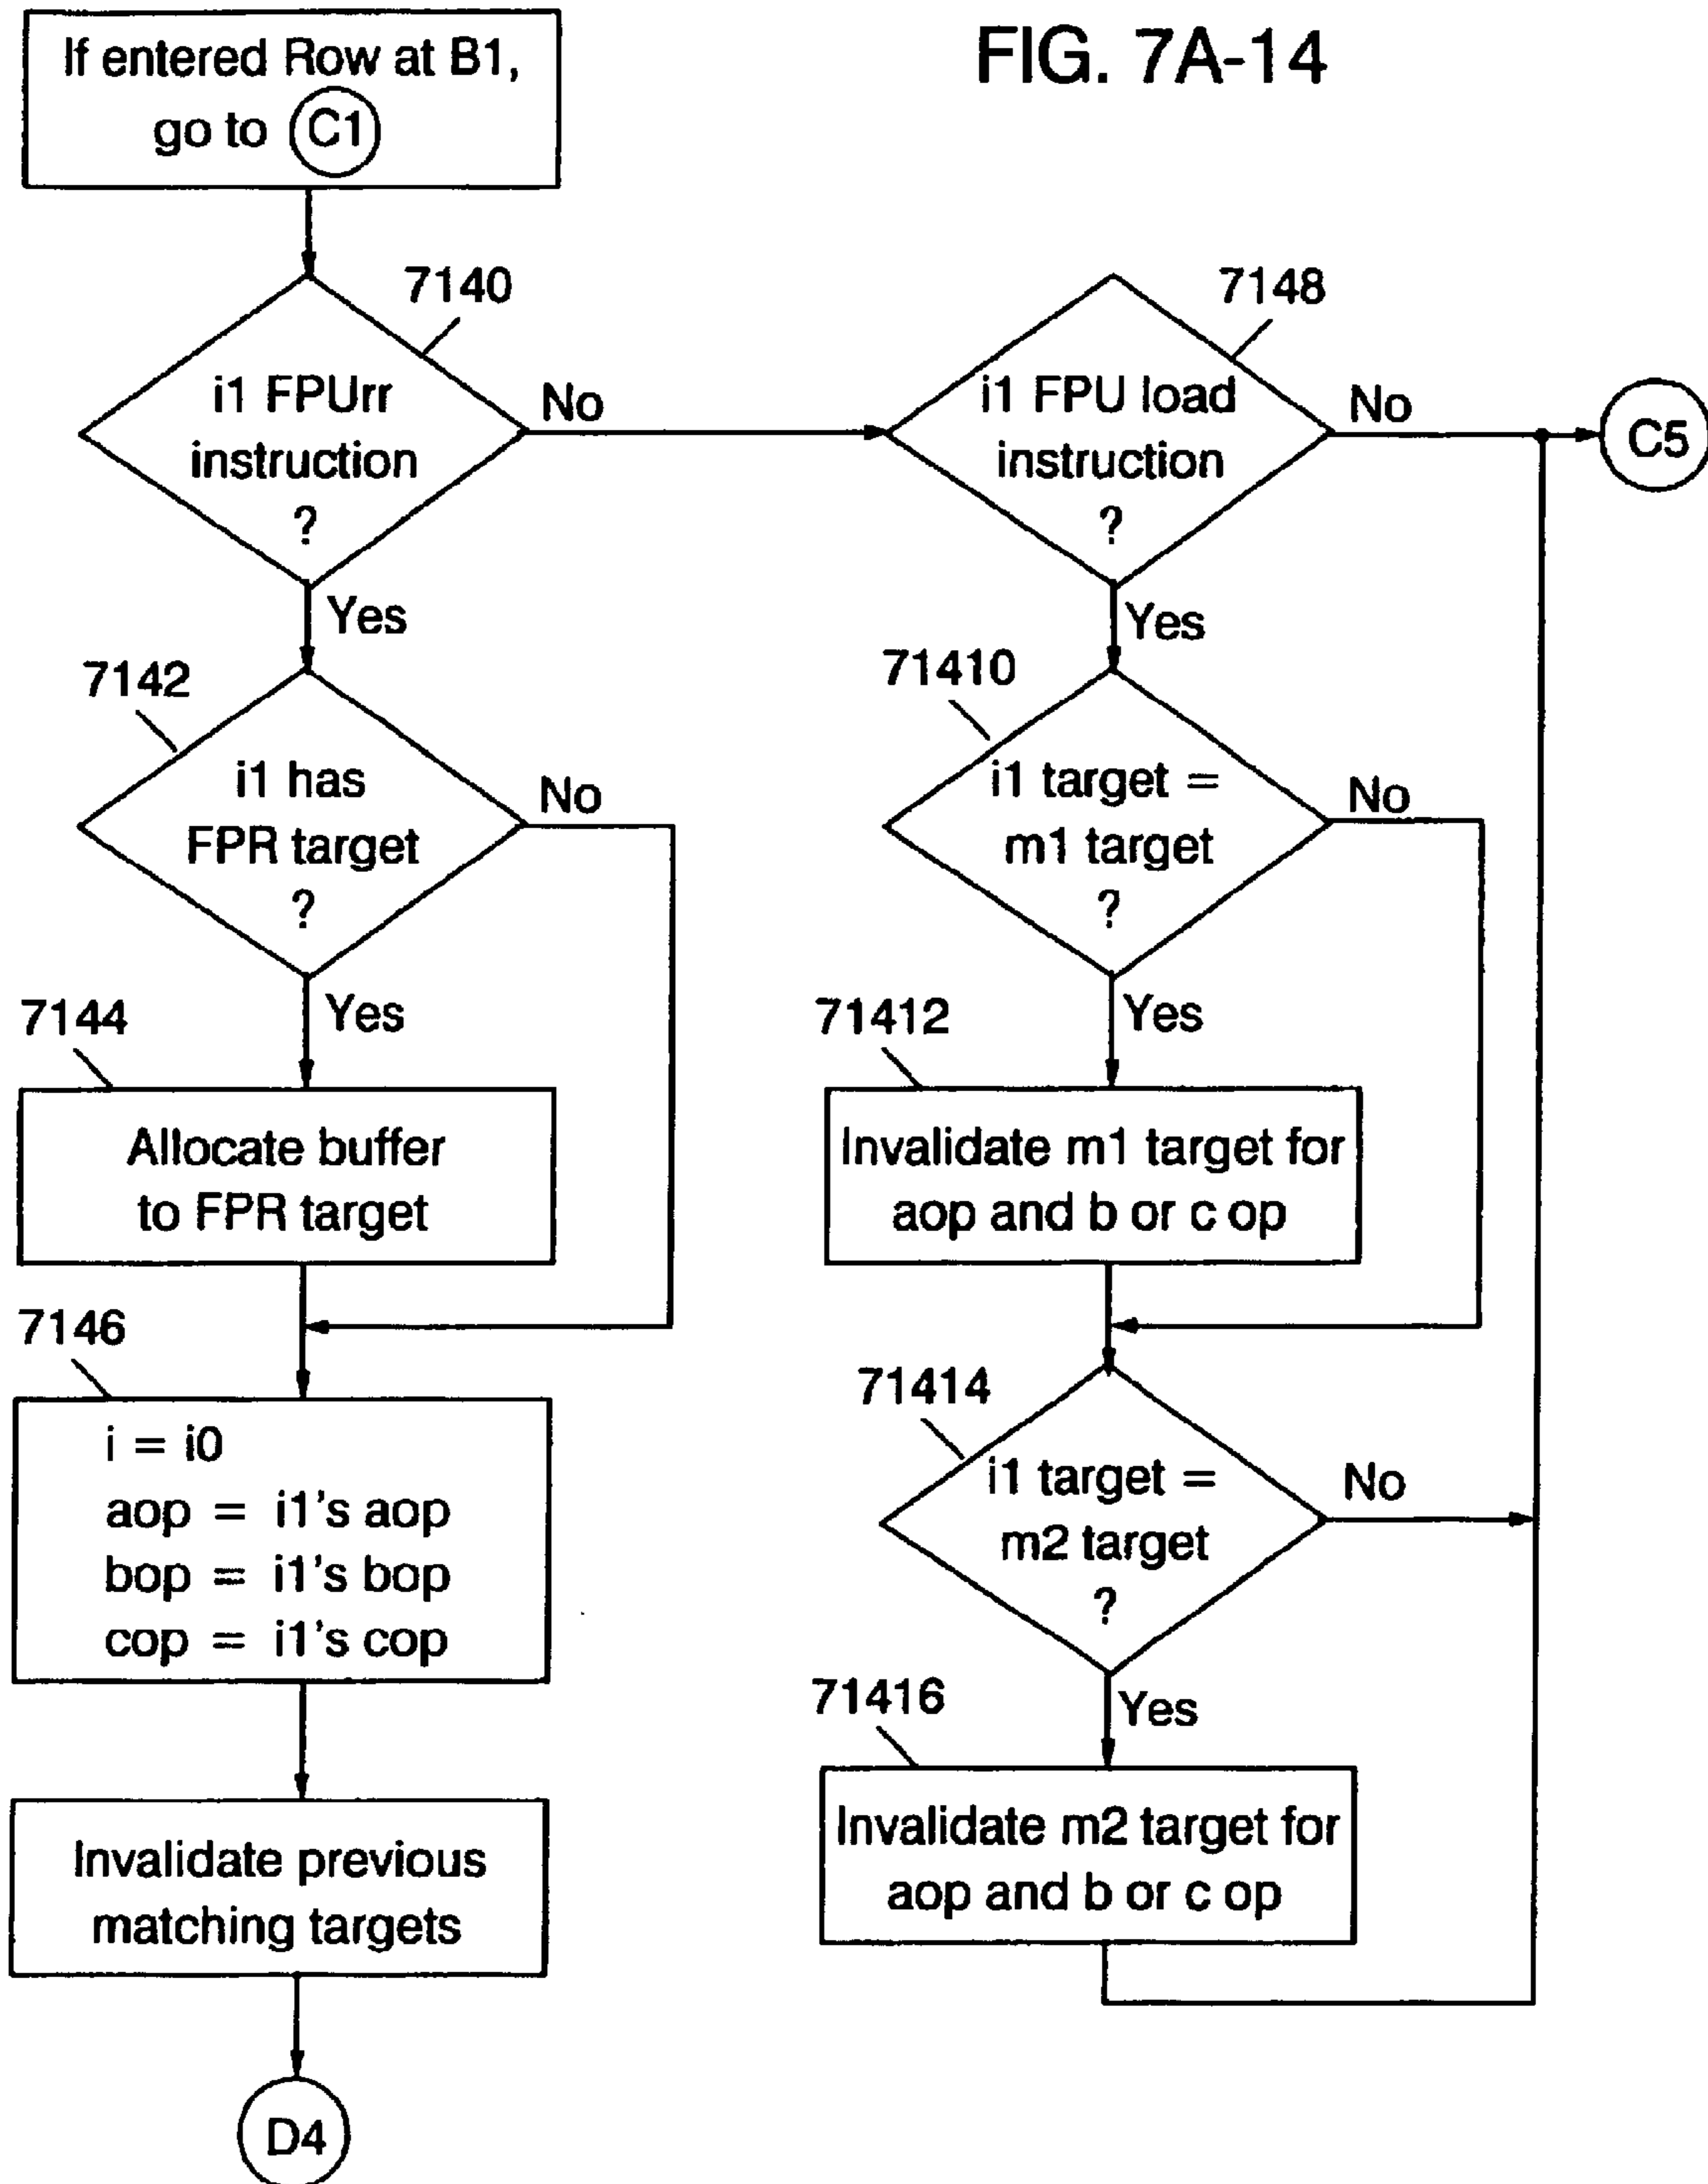 FIG. 7A-14
If entered Row at B1,
go to C1
7140
i1 FPUrr
instruction
?
No
Yes
7148
i1 FPU load
instruction
?
No
C5
Yes
7142
i1 has
FPR target
?
No
Yes
7144
Allocate buffer
to FPR target
7146
i = i0
aop = i1's aop
bop = i1's bop
cop = i1's cop
Invalidate previous
matching targets
D4
71410
i1 target =
m1 target
?
No
Yes
71412
Invalidate m1 target for
aop and b or c op
71414
i1 target =
m2 target
?
No
Yes
71416
Invalidate m2 target for
aop and b or c op